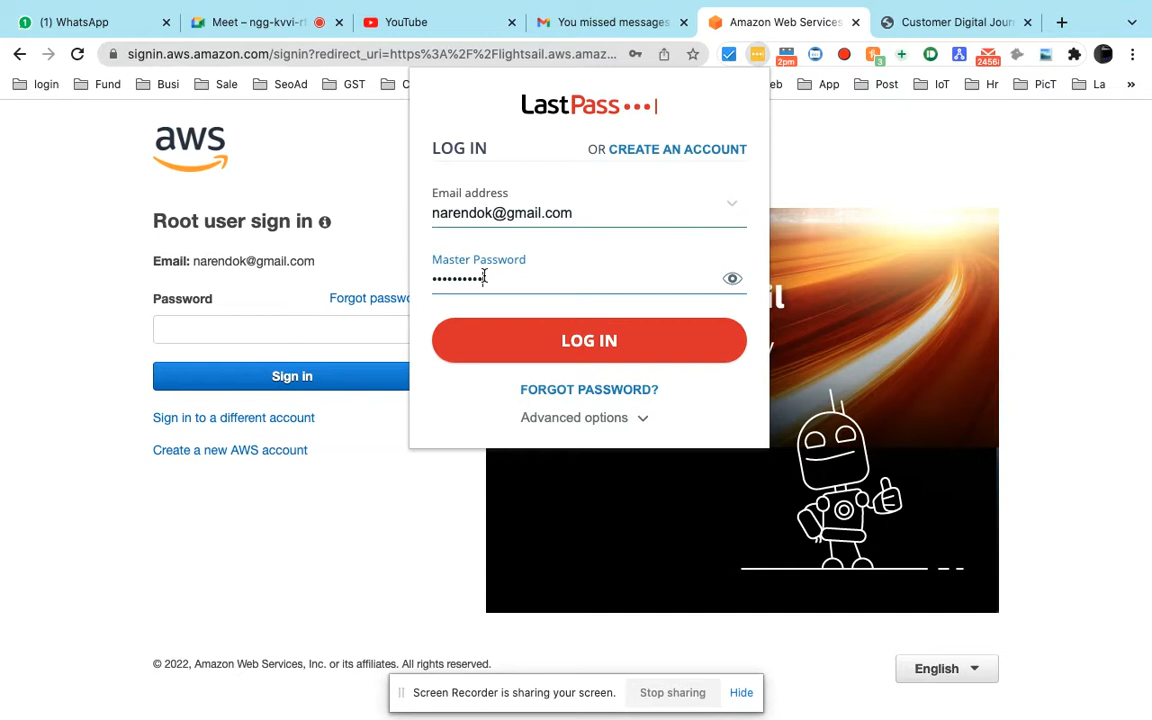 (1) WhatsApp
Meet – ngg-kvvi-r
YouTube
You missed messages
Amazon Web Services
Customer Digital Jour
signin.aws.amazon.com/signin?redirect_uri=https%3A%2F%2Flightsail.aws.amaz...
3
2pm
2456
login
Fund
Busi
Sale
SeoAd
GST
C
eb
App
Post
IoT
Hr
PicT
La
»
aws
Root user sign in
Email: narendok@gmail.com
Password
Forgot passwo
Sign in
Sign in to a different account
Create a new AWS account
LastPass
LOG IN
OR CREATE AN ACCOUNT
Email address
narendok@gmail.com
Master Password
LOG IN
FORGOT PASSWORD?
Advanced options
il
y
© 2022, Amazon Web Services, Inc. or its affiliates. All rights reserved.
English
Screen Recorder is sharing your screen.
Stop sharing
Hide